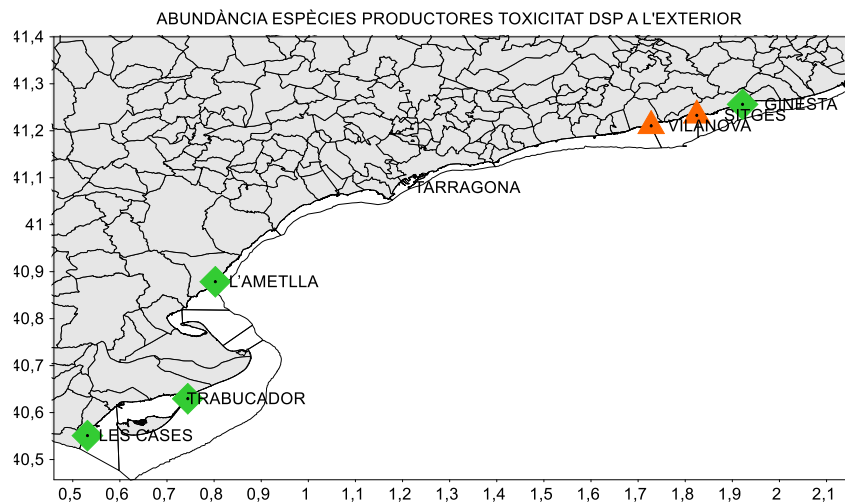 ABUNDÀNCIA ESPÈCIES PRODUCTORES TOXICITAT DSP A L'EXTERIOR
41,4
41,3
41,2
41,1
41
40,9
40,8
40,7
40,6
40,5
GINESTA
SITGES
VILANOVA
TARRAGONA
L'AMETLLA
TRABUCADOR
LES CASES
0,5 0,6 0,7 0,8 0,9 1 1,1 1,2 1,3 1,4 1,5 1,6 1,7 1,8 1,9 2 2,1